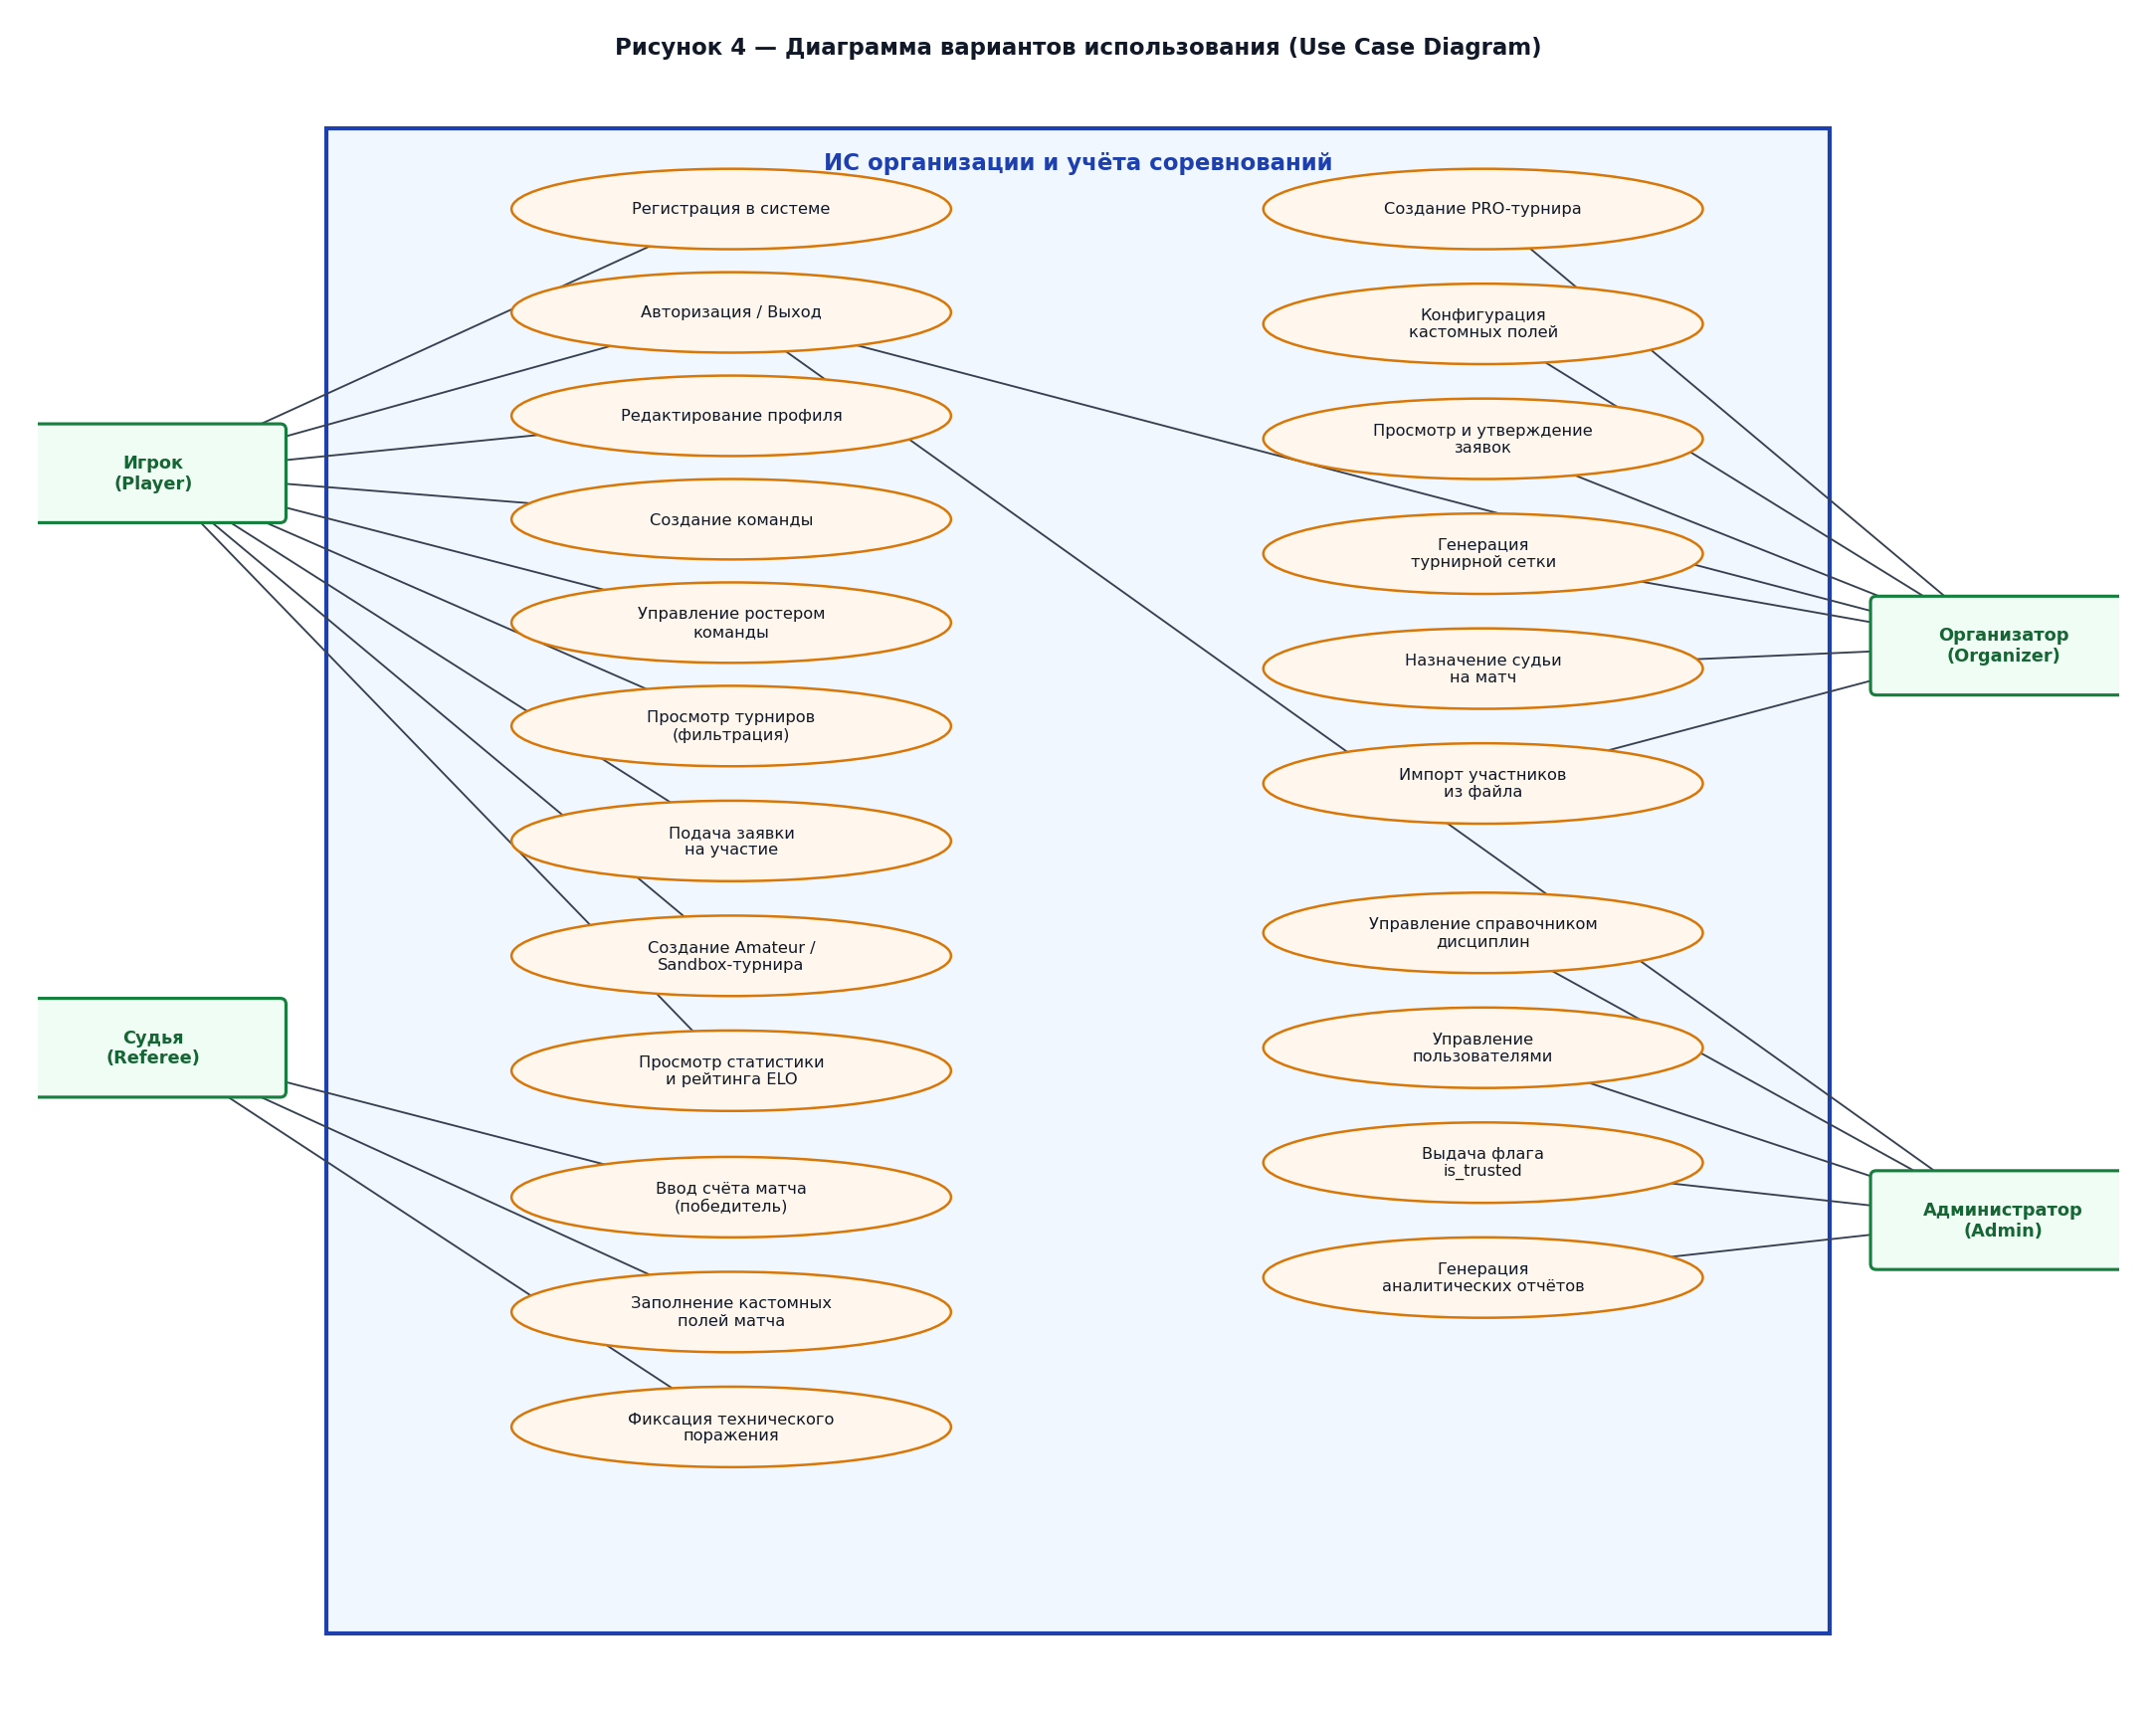 Рисунок 4 — Диаграмма вариантов использования (Use Case Diagram)
ИС организации и учёта соревнований
Игрок
(Player)
Судья
(Referee)
Регистрация в системе
Авторизация / Выход
Редактирование профиля
Создание команды
Управление ростером
команды
Просмотр турниров
(фильтрация)
Подача заявки
на участие
Создание Amateur /
Sandbox-турнира
Просмотр статистики
и рейтинга ELO
Ввод счёта матча
(победитель)
Заполнение кастомных
полей матча
Фиксация технического
поражения
Создание PRO-турнира
Конфигурация
кастомных полей
Просмотр и утверждение
заявок
Генерация
турнирной сетки
Назначение судьи
на матч
Импорт участников
из файла
Управление справочником
дисциплин
Управление
пользователями
Выдача флага
is_trusted
Генерация
аналитических отчётов
Организатор
(Organizer)
Администратор
(Admin)